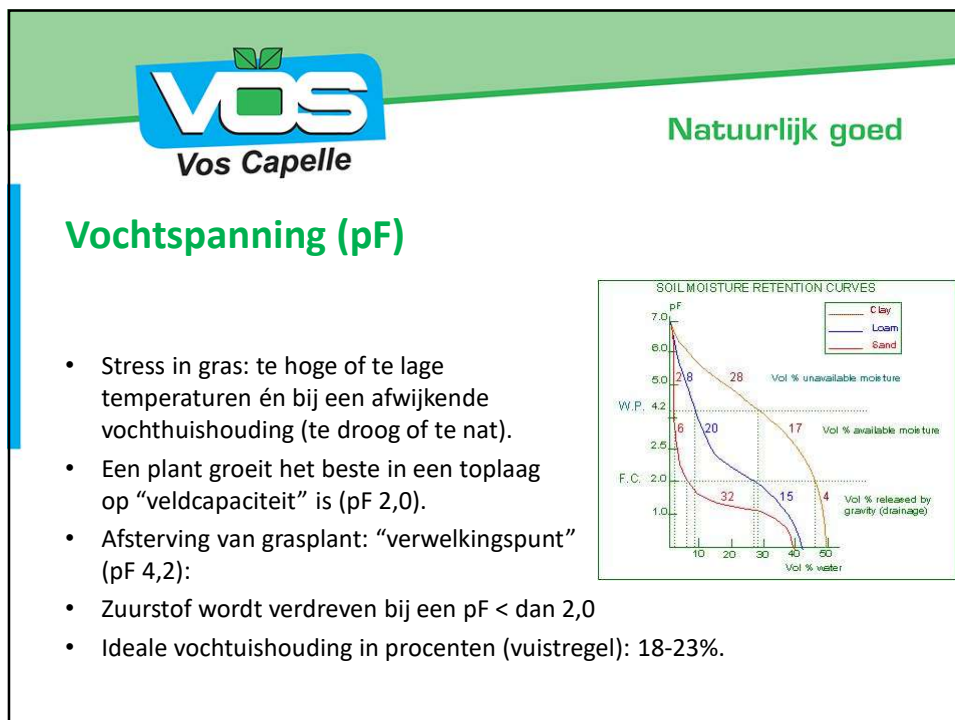 VOS
Vos Capelle
Natuurlijk goed
Vochtspanning (pF)
• Stress in gras: te hoge of te lage
temperaturen én bij een afwijkende
vochthuishouding (te droog of te nat).
• Een plant groeit het beste in een toplaag
op “veldcapaciteit” is (pF 2,0).
• Afsterving van grasplant: “verwelkingspunt”
(pF 4,2):
• Zuurstof wordt verdreven bij een pF < dan 2,0
• Ideale vochtuishouding in procenten (vuistregel): 18-23%.
SOIL MOISTURE RETENTION CURVES
pF
7.0
Clay
Loam
Sand
6.0
5.0
2 8 28 Vol % unavailable moisture
W.P. 4.2
6 20 17 Vol % available moisture
2.5
F.C. 2.0
32 15 4 Vol % released by
gravity (drainage)
1.0
10 20 30 40 50
Vol % water